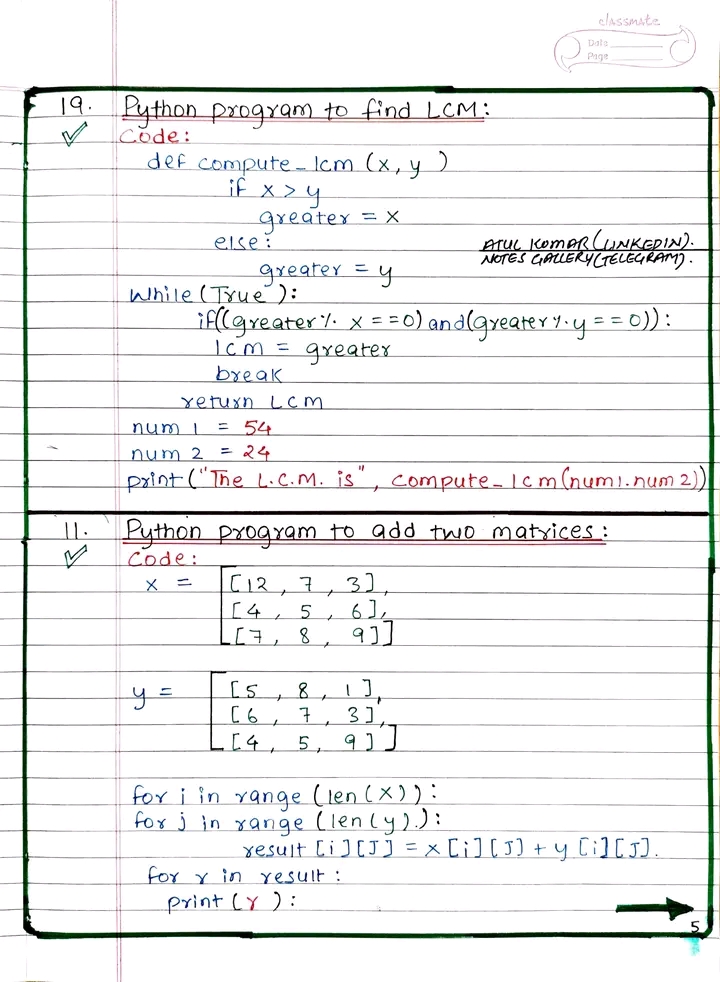 classmate
Date
Page
19. Python program to find LCM:
Code:
def compute_lcm (x, y )
if x > y
greater = x
else :
ATUL KUMAR (LINKEDIN).
NOTES GALLERY (TELEGRAM).
greater = y
While (True ):
if((greater % x ==0) and (greater % y == 0)):
lcm = greater
break
return LCM
num 1 = 54
num 2 = 24
print ("The L.C.M. is", compute_lcm(num1.num2))
11. Python program to add two matrices :
Code :
x = [[12 , 7 , 3],
[4 , 5 , 6],
[7 , 8 , 9]]
y = [[5 , 8 , 1],
[6 , 7 , 3],
[4 , 5 , 9]]
for i in range (len (X)) :
for j in range (len (y).) :
result [i][J] = x [i][J] + y [i][J].
for r in result :
print (r ) :
5